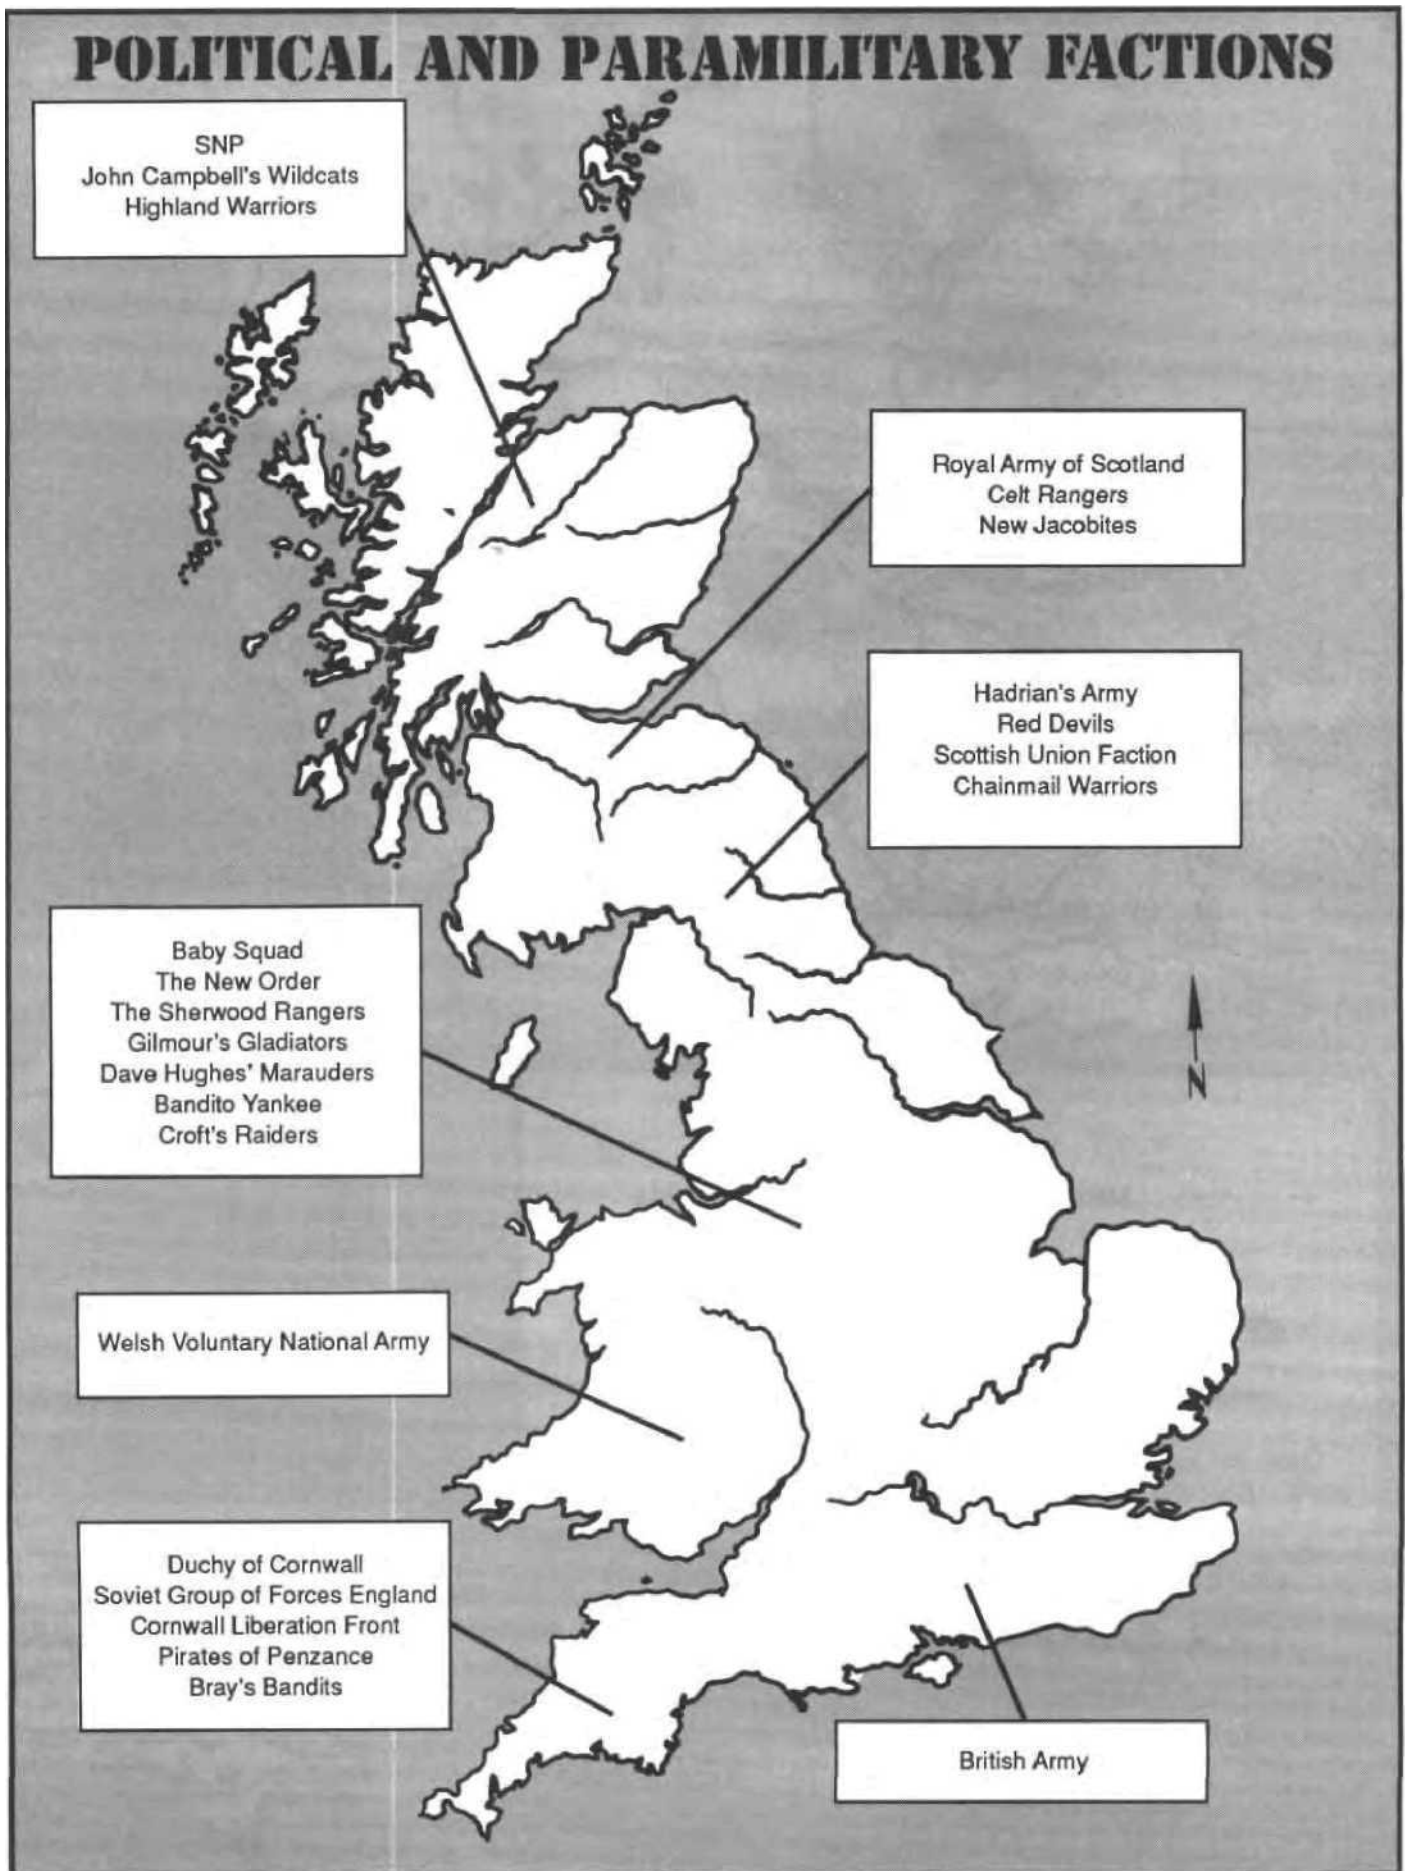 POLITICAL AND PARAMILITARY FACTIONS
SNP
John Campbell's Wildcats
Highland Warriors
Royal Army of Scotland
Celt Rangers
New Jacobites
Hadrian's Army
Red Devils
Scottish Union Faction
Chainmail Warriors
Baby Squad
The New Order
The Sherwood Rangers
Gilmour's Gladiators
Dave Hughes' Marauders
Bandito Yankee
Croft's Raiders
N
Welsh Voluntary National Army
Duchy of Cornwall
Soviet Group of Forces England
Cornwall Liberation Front
Pirates of Penzance
Bray's Bandits
British Army